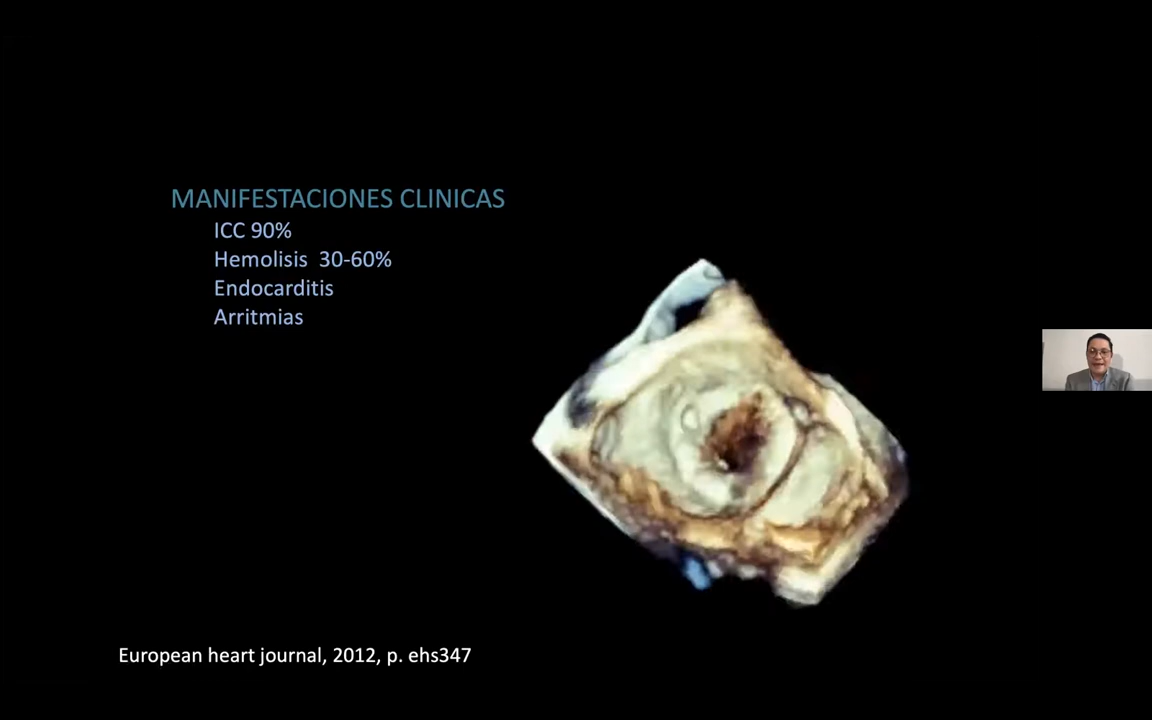 MANIFESTACIONES CLINICAS
ICC 90%
Hemolisis 30-60%
Endocarditis
Arritmias
European heart journal, 2012, p. ehs347